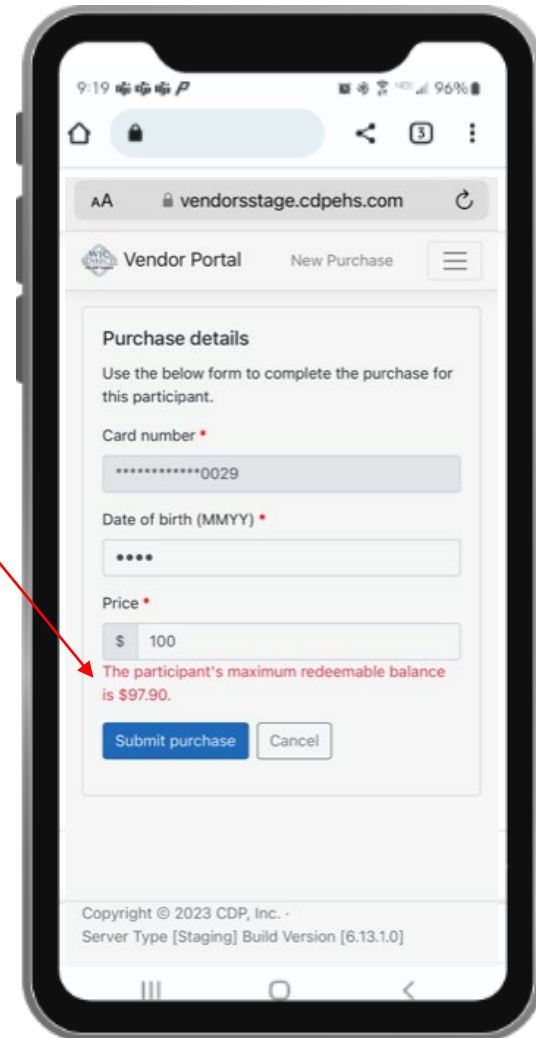 9:19 96%
3
AA vendorsstage.cdpehs.com
WIC Vendor Portal New Purchase
Purchase details
Use the below form to complete the purchase for
this participant.
Card number *
************0029
Date of birth (MMYY) *
••••
Price *
$ 100
The participant's maximum redeemable balance
is $97.90.
Submit purchase Cancel
Copyright © 2023 CDP, Inc. -
Server Type [Staging] Build Version [6.13.1.0]